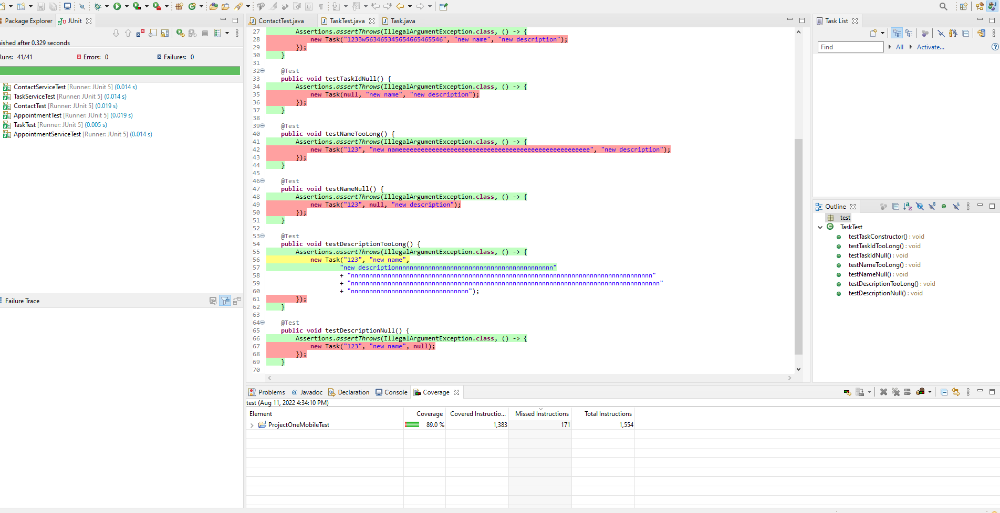 Package Explorer
JUnit
ished after 0.329 seconds
Runs: 41/41
Errors: 0
Failures: 0
ContactServiceTest [Runner: JUnit 5] (0.014 s)
TaskServiceTest [Runner: JUnit 5] (0.014 s)
ContactTest [Runner: JUnit 5] (0.019 s)
AppointmentTest [Runner: JUnit 5] (0.019 s)
TaskTest [Runner: JUnit 5] (0.005 s)
AppointmentServiceTest [Runner: JUnit 5] (0.014 s)
Failure Trace
ContactTest.java
TaskTest.java
Task.java
27 Assertions.assertThrows(IllegalArgumentException.class, () -> {
28 new Task("1233w563465345654665465546", "new name", "new description");
29 });
30 }
31
32 @Test
33 public void testTaskIdNull() {
34 Assertions.assertThrows(IllegalArgumentException.class, () -> {
35 new Task(null, "new name", "new description");
36 });
37 }
38
39 @Test
40 public void testNameTooLong() {
41 Assertions.assertThrows(IllegalArgumentException.class, () -> {
42 new Task("123", "new nameeeeeeeeeeeeeeeeeeeeeeeeeeeeeeeeeeeeeeeeeeeeeeeeeeee", "new description");
43 });
44 }
45
46 @Test
47 public void testNameNull() {
48 Assertions.assertThrows(IllegalArgumentException.class, () -> {
49 new Task("123", null, "new description");
50 });
51 }
52
53 @Test
54 public void testDescriptionTooLong() {
55 Assertions.assertThrows(IllegalArgumentException.class, () -> {
56 new Task("123", "new name",
57 "new descriptionnnnnnnnnnnnnnnnnnnnnnnnnnnnnnnnnnnnnnnnnnn"
58 + "nnnnnnnnnnnnnnnnnnnnnnnnnnnnnnnnnnnnnnnnnnnnnnnnnnnnnnnnnnnnnnnnnnnnnnnnnnnnnnnnnn"
59 + "nnnnnnnnnnnnnnnnnnnnnnnnnnnnnnnnnnnnnnnnnnnnnnnnnnnnnnnnnnnnnnnnnnnnnnnnnnnnnnnnnnnn"
60 + "nnnnnnnnnnnnnnnnnnnnnnnnnnnnnnnn");
61 });
62 }
63
64 @Test
65 public void testDescriptionNull() {
66 Assertions.assertThrows(IllegalArgumentException.class, () -> {
67 new Task("123", "new name", null);
68 });
69 }
70
Problems
@ Javadoc
Declaration
Console
Coverage
test (Aug 11, 2022 4:34:10 PM)
Element Coverage Covered Instructio... Missed Instructions Total Instructions
ProjectOneMobileTest 89.0 % 1,383 171 1,554
Task List
Find
All
Activate...
Outline
test
TaskTest
testTaskConstructor() : void
testTaskIdTooLong() : void
testTaskIdNull() : void
testNameTooLong() : void
testNameNull() : void
testDescriptionTooLong() : void
testDescriptionNull() : void